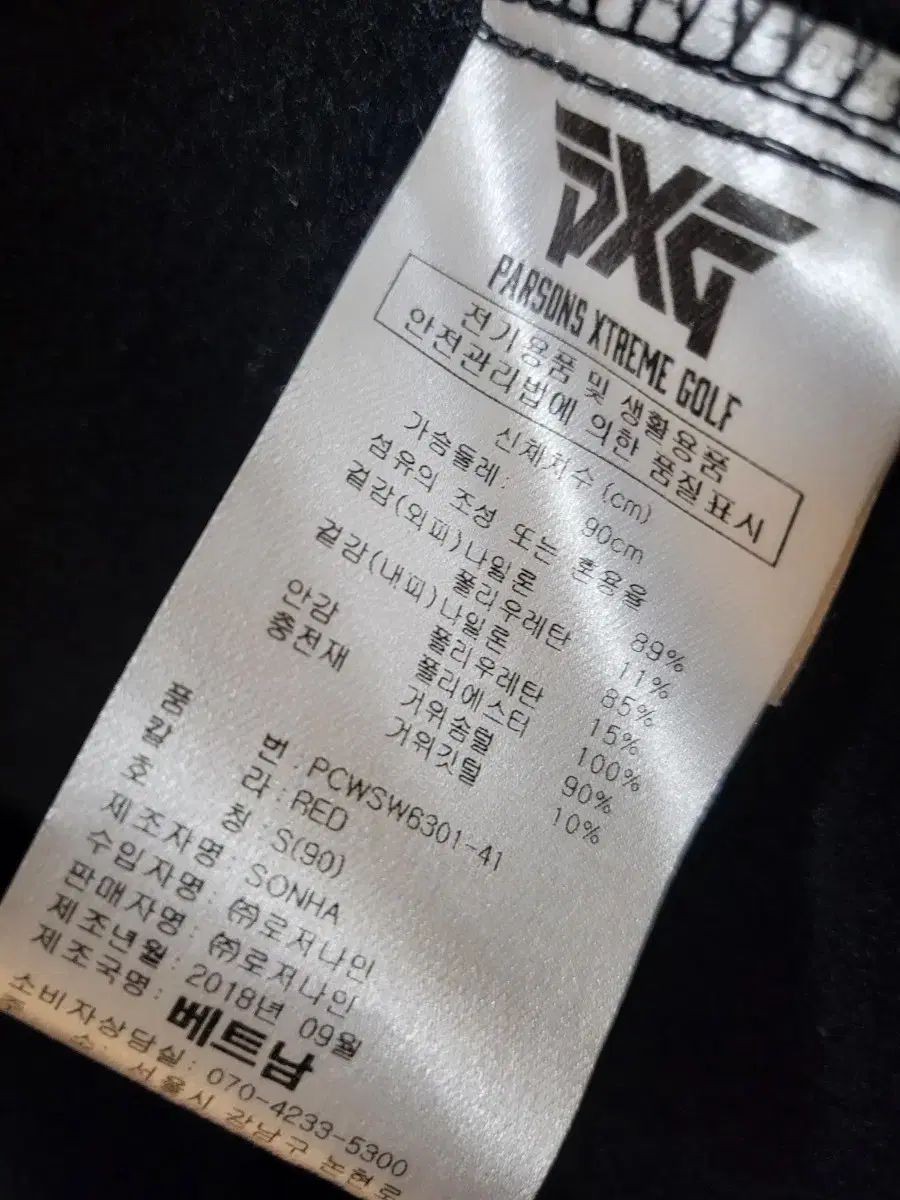 PXG
PARSONS XTREME GOLF
전기용품 및 생활용품
안전관리법에 의한 품질표시
신체치수 (cm)
가슴둘레: 90cm
섬유의 조성 또는 혼용율
겉감(외피)나일론 89%
폴리우레탄 11%
겉감(내피)나일론 85%
폴리우레탄 15%
안감 폴리에스터 100%
충전재 거위솜털 90%
거위깃털 10%
품 번: PCWSW6301-41
칼 라: RED
호 칭: S(90)
제조자명: SONHA
수입자명: ㈜로저나인
판매자명: ㈜로저나인
제조년월: 2018년 09월
제조국명: 베트남
소비자상담실: 070-4233-5300
주 소: 서울시 강남구 논현로